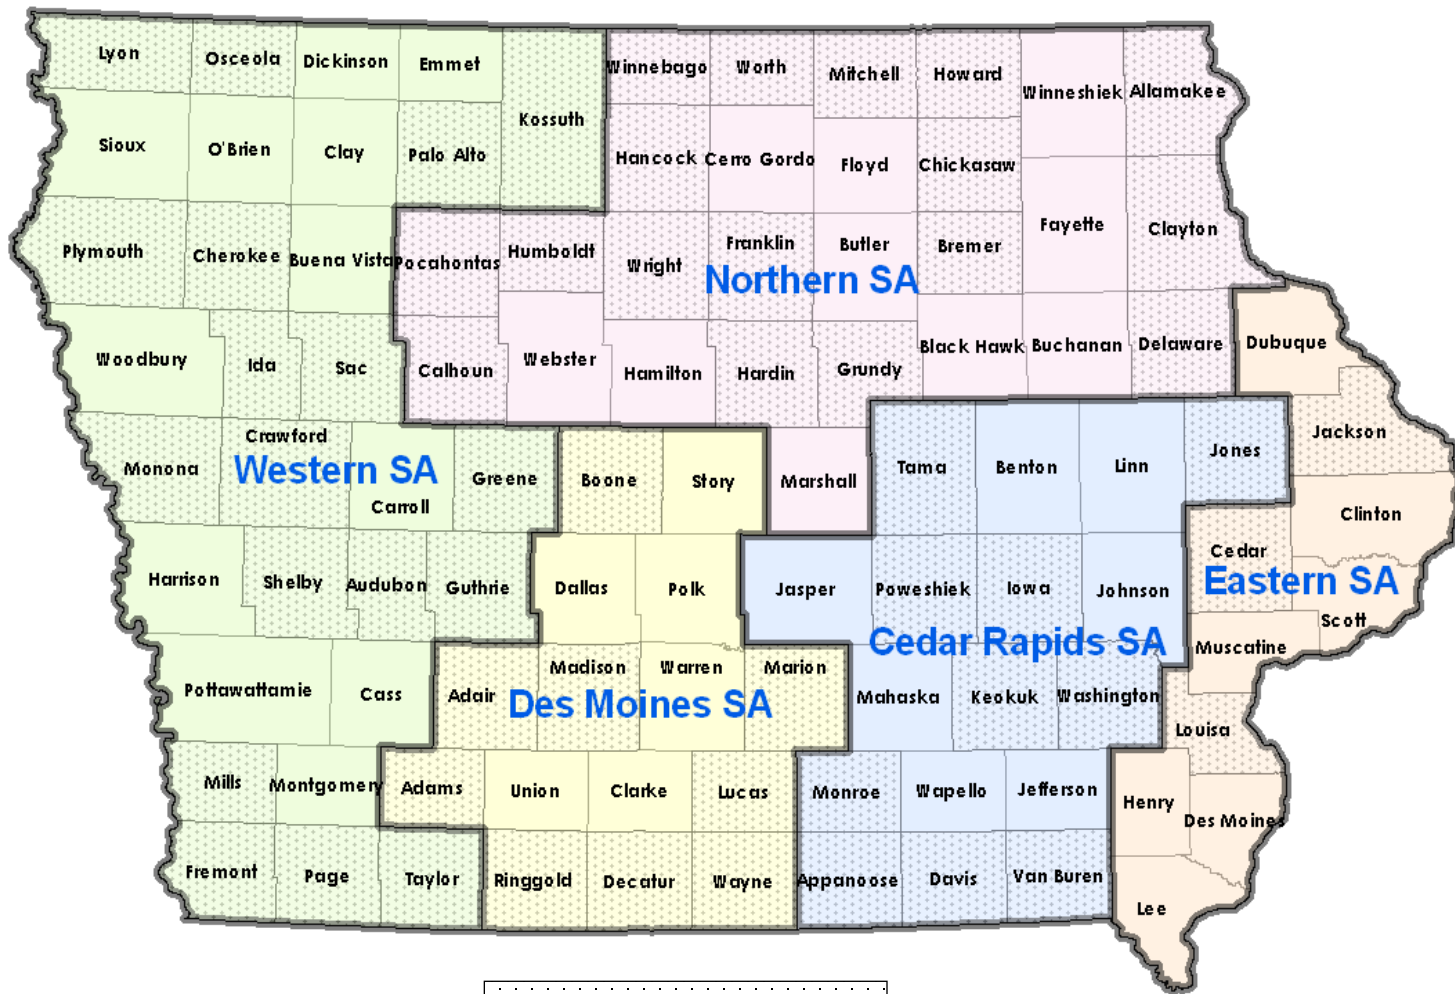 Lyon
Osceola
Dickinson
Emmet
Kossuth
Winnebago
Worth
Mitchell
Howard
Winneshiek
Allamakee
Sioux
O'Brien
Clay
Palo Alto
Hancock
Cerro Gordo
Floyd
Chickasaw
Fayette
Clayton
Plymouth
Cherokee
Buena Vista
Pocahontas
Humboldt
Wright
Franklin
Butler
Bremer
Northern SA
Woodbury
Ida
Sac
Calhoun
Webster
Hamilton
Hardin
Grundy
Black Hawk
Buchanan
Delaware
Dubuque
Jackson
Monona
Crawford
Western SA
Carroll
Greene
Boone
Story
Marshall
Tama
Benton
Linn
Jones
Clinton
Cedar
Eastern SA
Harrison
Shelby
Audubon
Guthrie
Dallas
Polk
Jasper
Poweshiek
Iowa
Johnson
Scott
Muscatine
Cedar Rapids SA
Pottawattamie
Cass
Adair
Madison
Warren
Marion
Des Moines SA
Mahaska
Keokuk
Washington
Louisa
Mills
Montgomery
Adams
Union
Clarke
Lucas
Monroe
Wapello
Jefferson
Henry
Des Moines
Fremont
Page
Taylor
Ringgold
Decatur
Wayne
Appanoose
Davis
Van Buren
Lee